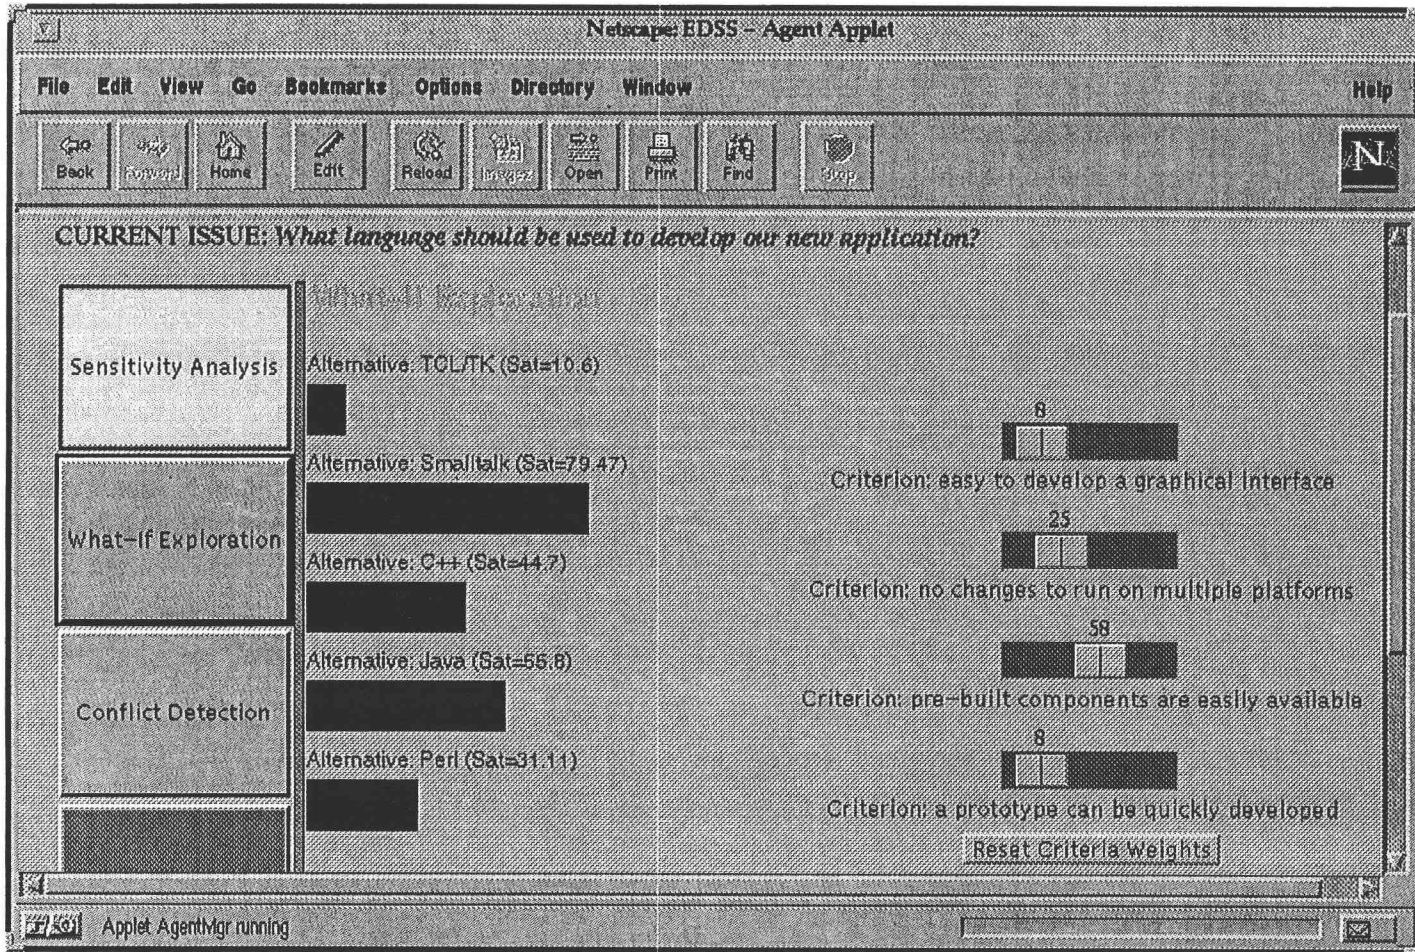 Netscape: EDSS – Agent Applet
File Edit View Go Bookmarks Options Directory Window Help
Back Forward Home Edit Reload Images Open Print Find Stop
N
CURRENT ISSUE: What language should be used to develop our new application?
What-If Exploration
Sensitivity Analysis
What-If Exploration
Conflict Detection
Alternative: TCL/TK (Sat=10.6)
Alternative: Smalltalk (Sat=79.47)
Alternative: C++ (Sat=44.7)
Alternative: Java (Sat=55.8)
Alternative: Perl (Sat=31.11)
8
Criterion: easy to develop a graphical interface
25
Criterion: no changes to run on multiple platforms
58
Criterion: pre-built components are easily available
8
Criterion: a prototype can be quickly developed
Reset Criteria Weights
Applet AgentMgr running